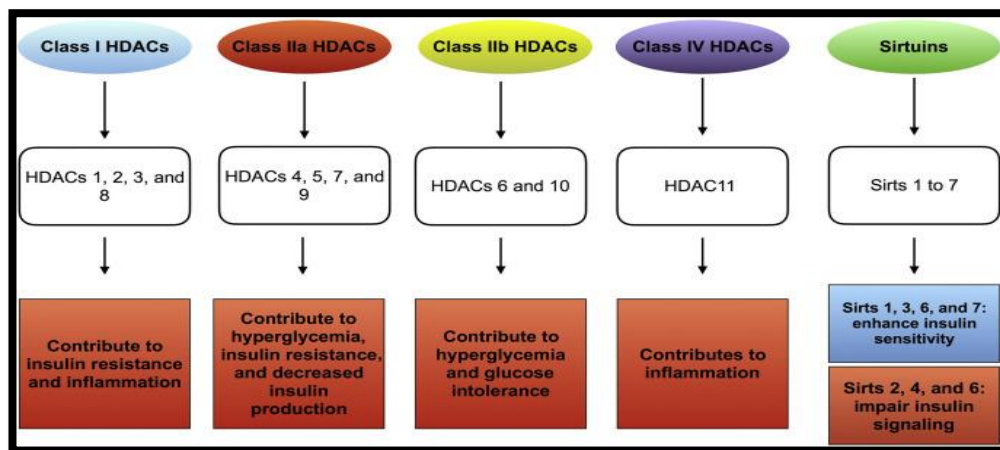 Class I HDACs
Class IIa HDACs
Class IIb HDACs
Class IV HDACs
Sirtuins
HDACs 1, 2, 3, and
8
HDACs 4, 5, 7, and
9
HDACs 6 and 10
HDAC11
Sirts 1 to 7
Contribute to
insulin resistance
and inflammation
Contribute to
hyperglycemia,
insulin resistance,
and decreased
insulin
production
Contribute to
hyperglycemia
and glucose
intolerance
Contributes to
inflammation
Sirts 1, 3, 6, and 7:
enhance insulin
sensitivity
Sirts 2, 4, and 6:
impair insulin
signaling